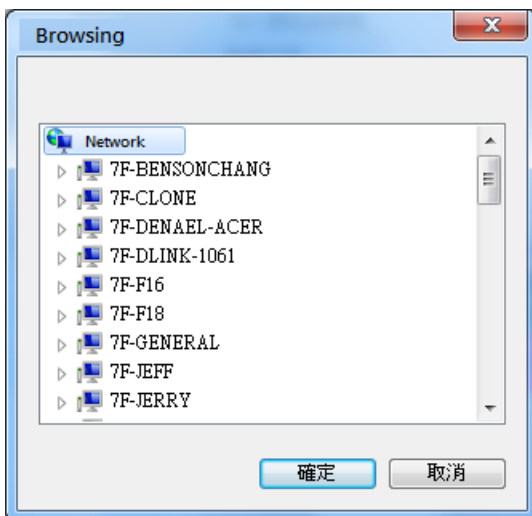 Browsing
Network
7F-BENSONCHANG
7F-CLONE
7F-DENAEL-ACER
7F-DLINK-1061
7F-F16
7F-F18
7F-GENERAL
7F-JEFF
7F-JERRY
確定
取消